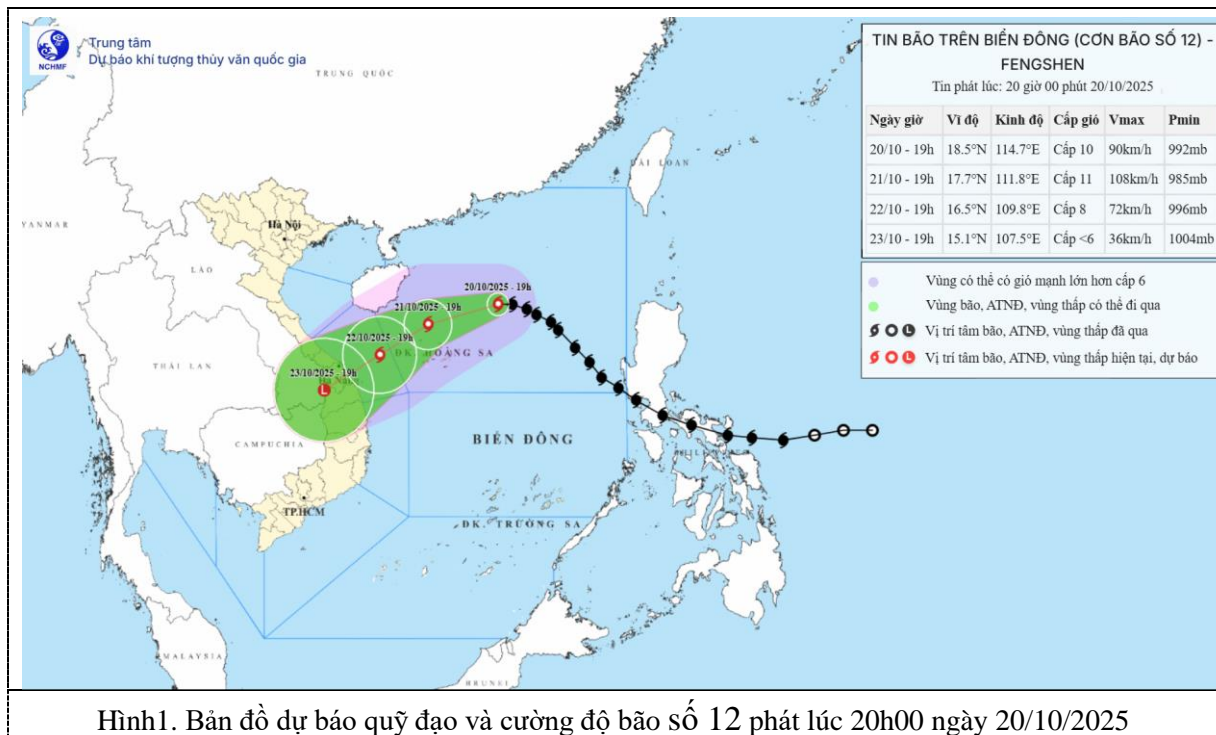 Trung tâm
Dự báo khí tượng thủy văn quốc gia
NCHMF
TIN BÃO TRÊN BIỂN ĐÔNG (CƠN BÃO SỐ 12) -
FENGSHEN
Tin phát lúc: 20 giờ 00 phút 20/10/2025
Ngày giờ Vĩ độ Kinh độ Cấp gió Vmax Pmin
20/10 - 19h 18.5°N 114.7°E Cấp 10 90km/h 992mb
21/10 - 19h 17.7°N 111.8°E Cấp 11 108km/h 985mb
22/10 - 19h 16.5°N 109.8°E Cấp 8 72km/h 996mb
23/10 - 19h 15.1°N 107.5°E Cấp <6 36km/h 1004mb
Vùng có thể có gió mạnh lớn hơn cấp 6
Vùng bão, ATNĐ, vùng thấp có thể đi qua
L Vị trí tâm bão, ATNĐ, vùng thấp đã qua
L Vị trí tâm bão, ATNĐ, vùng thấp hiện tại, dự báo
TRUNG QUỐC
ĐÀI LOAN
YANMAR
Hà Nội
LÀO
20/10/2025 - 19h
21/10/2025 - 19h
22/10/2025 - 19h
ĐK. HOÀNG SA
THÁI LAN
23/10/2025 - 19h
Đà Nẵng
L
CAMPUCHIA
BIỂN ĐÔNG
TP.HCM
ĐK. TRƯỜNG SA
MALAYSIA
BRUNEI
Hình1. Bản đồ dự báo quỹ đạo và cường độ bão số 12 phát lúc 20h00 ngày 20/10/2025